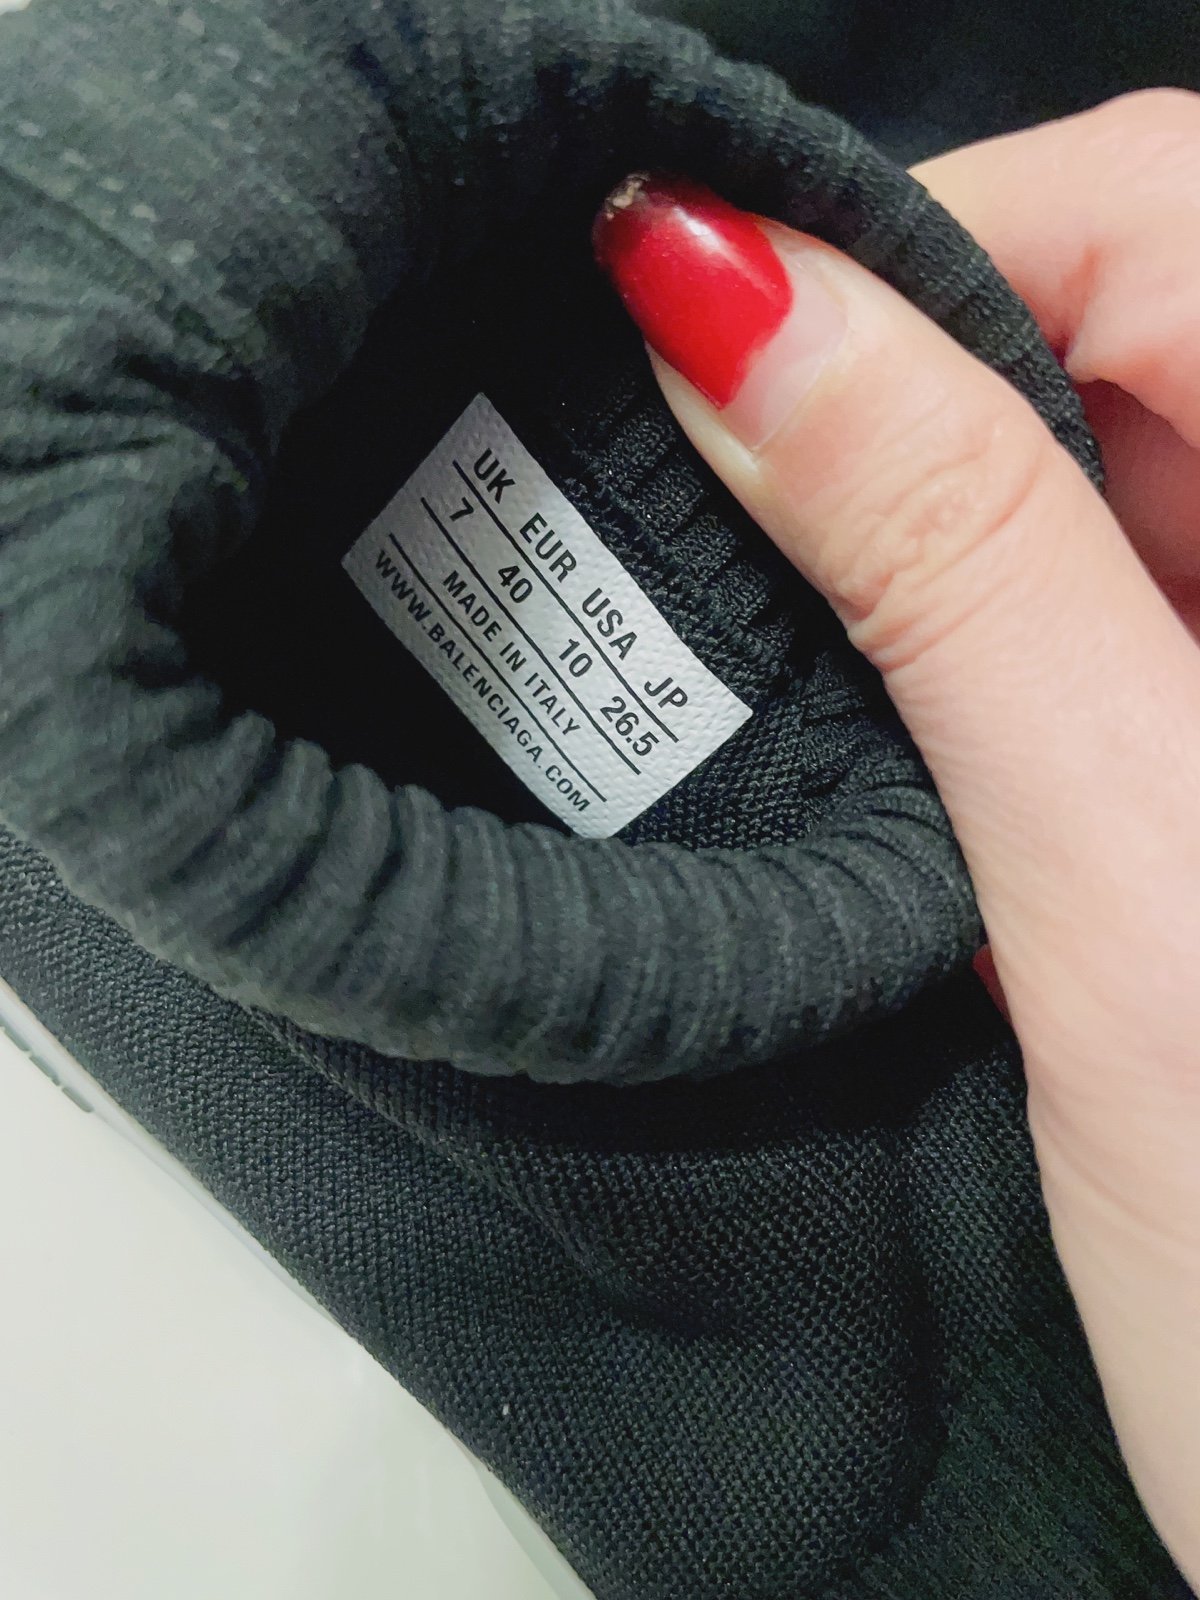 UK EUR USA JP
7 40 10 26.5
MADE IN ITALY
WWW.BALENCIAGA.COM